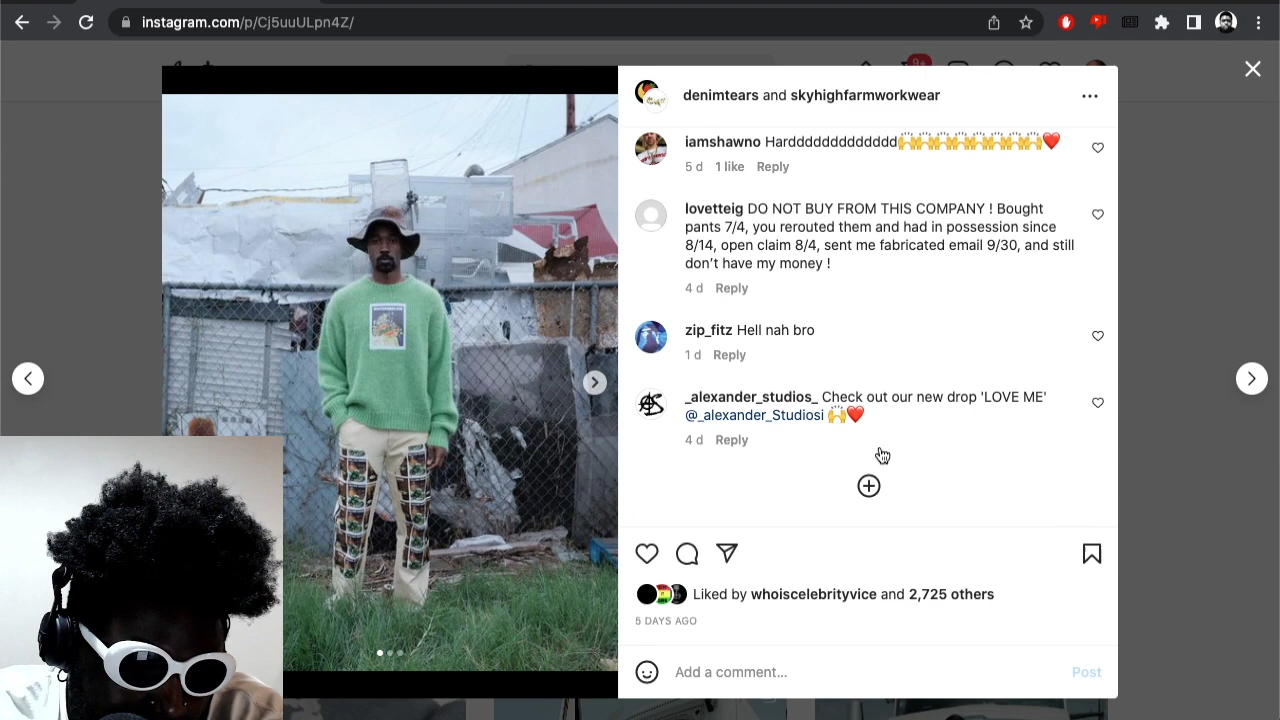 instagram.com/p/Cj5uuULpn4Z/
9+
denimtears and skyhighfarmworkwear
iamshawno Harddddddddddddd🙌🙌🙌🙌🙌🙌🙌🙌❤️
5 d 1 like Reply
lovetteig DO NOT BUY FROM THIS COMPANY ! Bought
pants 7/4, you rerouted them and had in possession since
8/14, open claim 8/4, sent me fabricated email 9/30, and still
don’t have my money !
4 d Reply
zip_fitz Hell nah bro
1 d Reply
_alexander_studios_ Check out our new drop 'LOVE ME'
@_alexander_Studiosi 🙌❤️
4 d Reply
Liked by whoiscelebrityvice and 2,725 others
5 DAYS AGO
Add a comment... Post